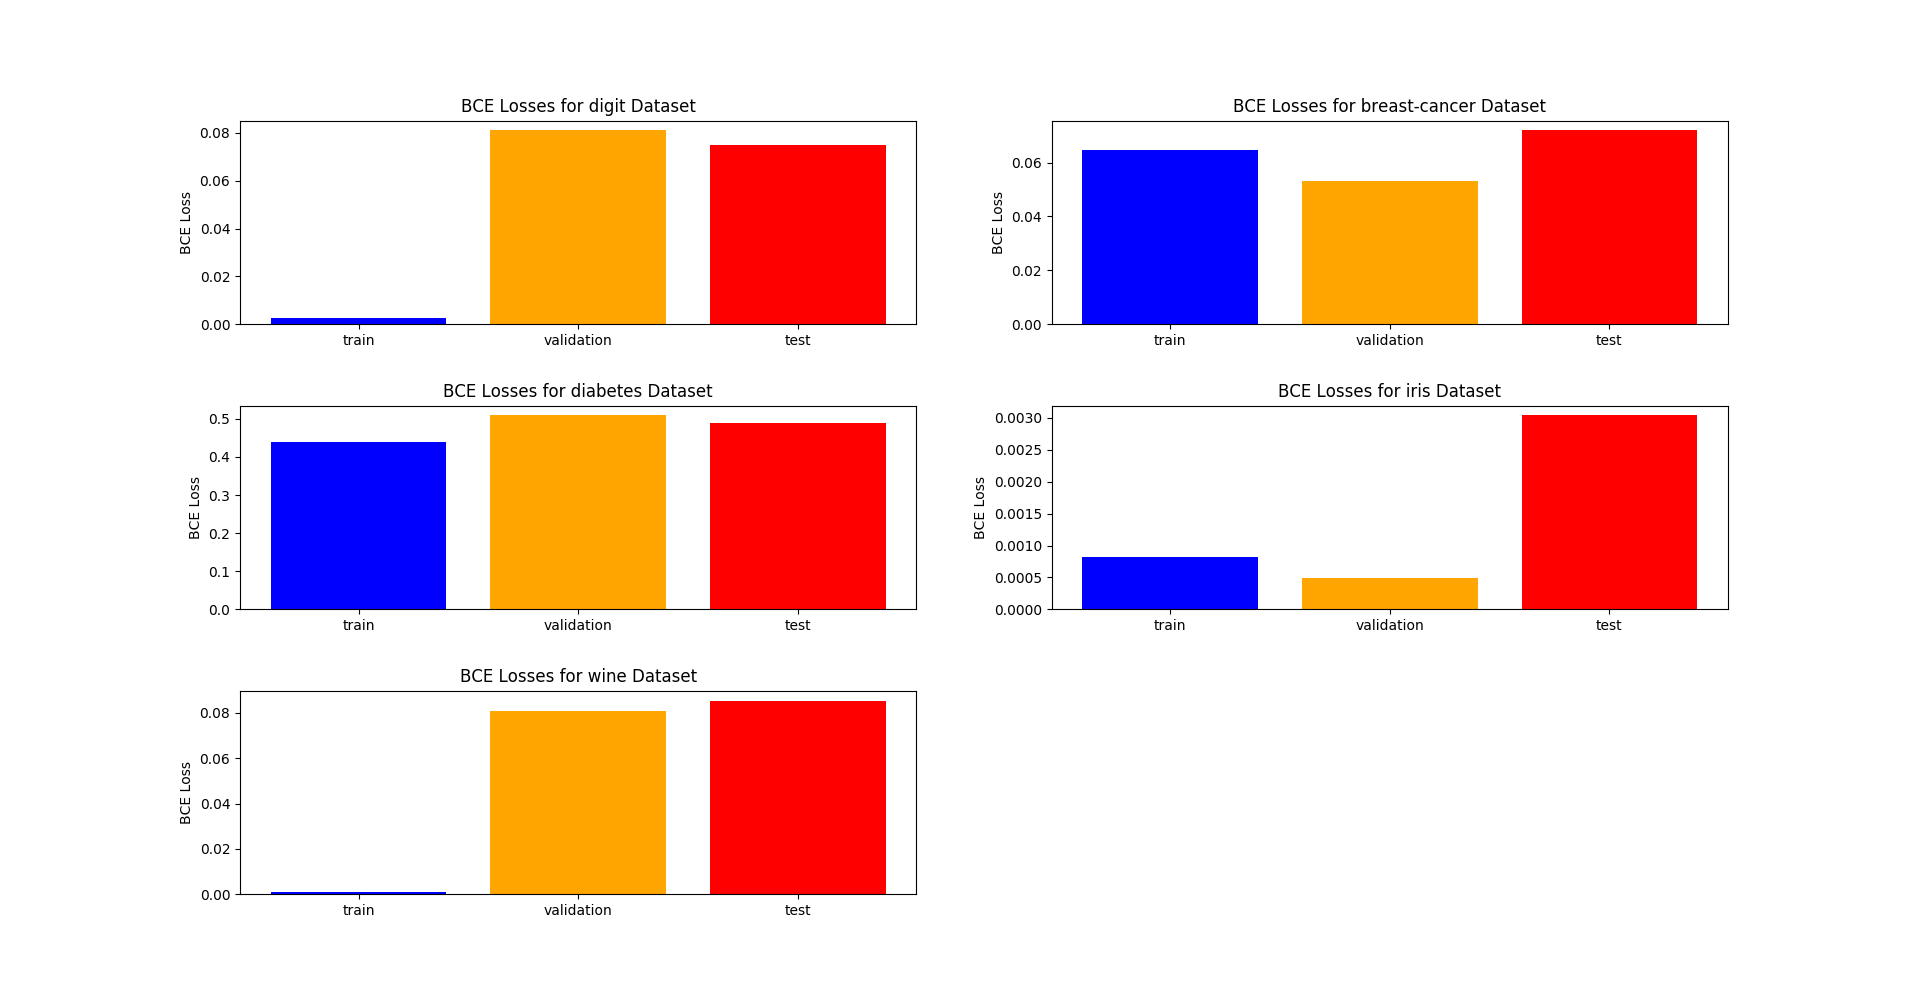 BCE Losses for digit Dataset
BCE Loss
0.08
0.06
0.04
0.02
0.00
train validation test
BCE Losses for breast-cancer Dataset
BCE Loss
0.06
0.04
0.02
0.00
train validation test
BCE Losses for diabetes Dataset
BCE Loss
0.5
0.4
0.3
0.2
0.1
0.0
train validation test
BCE Losses for iris Dataset
BCE Loss
0.0030
0.0025
0.0020
0.0015
0.0010
0.0005
0.0000
train validation test
BCE Losses for wine Dataset
BCE Loss
0.08
0.06
0.04
0.02
0.00
train validation test